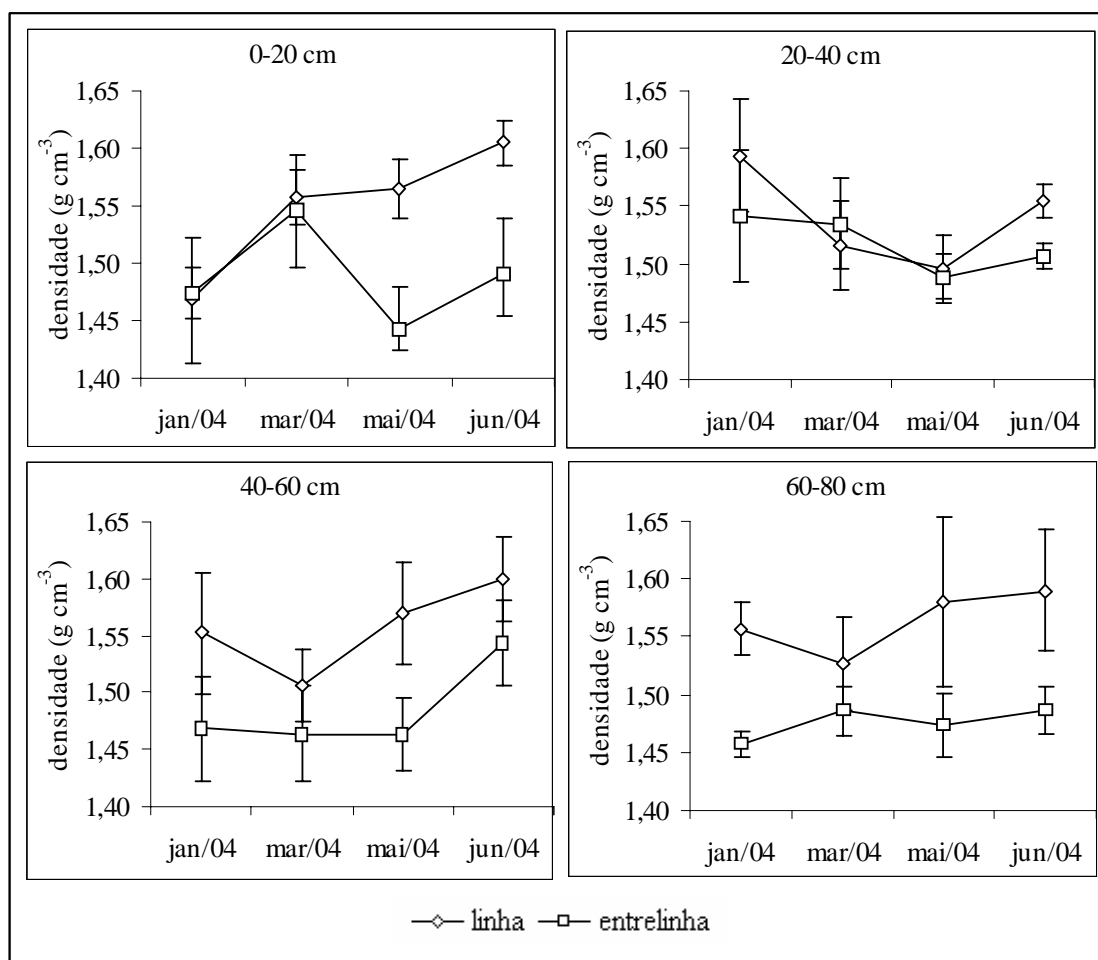 0-20 cm
densidade (g cm-3)
1,65
1,60
1,55
1,50
1,45
1,40
jan/04 mar/04 mai/04 jun/04
20-40 cm
densidade (g cm-3)
1,65
1,60
1,55
1,50
1,45
1,40
jan/04 mar/04 mai/04 jun/04
40-60 cm
densidade (g cm-3)
1,65
1,60
1,55
1,50
1,45
1,40
jan/04 mar/04 mai/04 jun/04
60-80 cm
densidade (g cm-3)
1,65
1,60
1,55
1,50
1,45
1,40
jan/04 mar/04 mai/04 jun/04
linha entrelinha